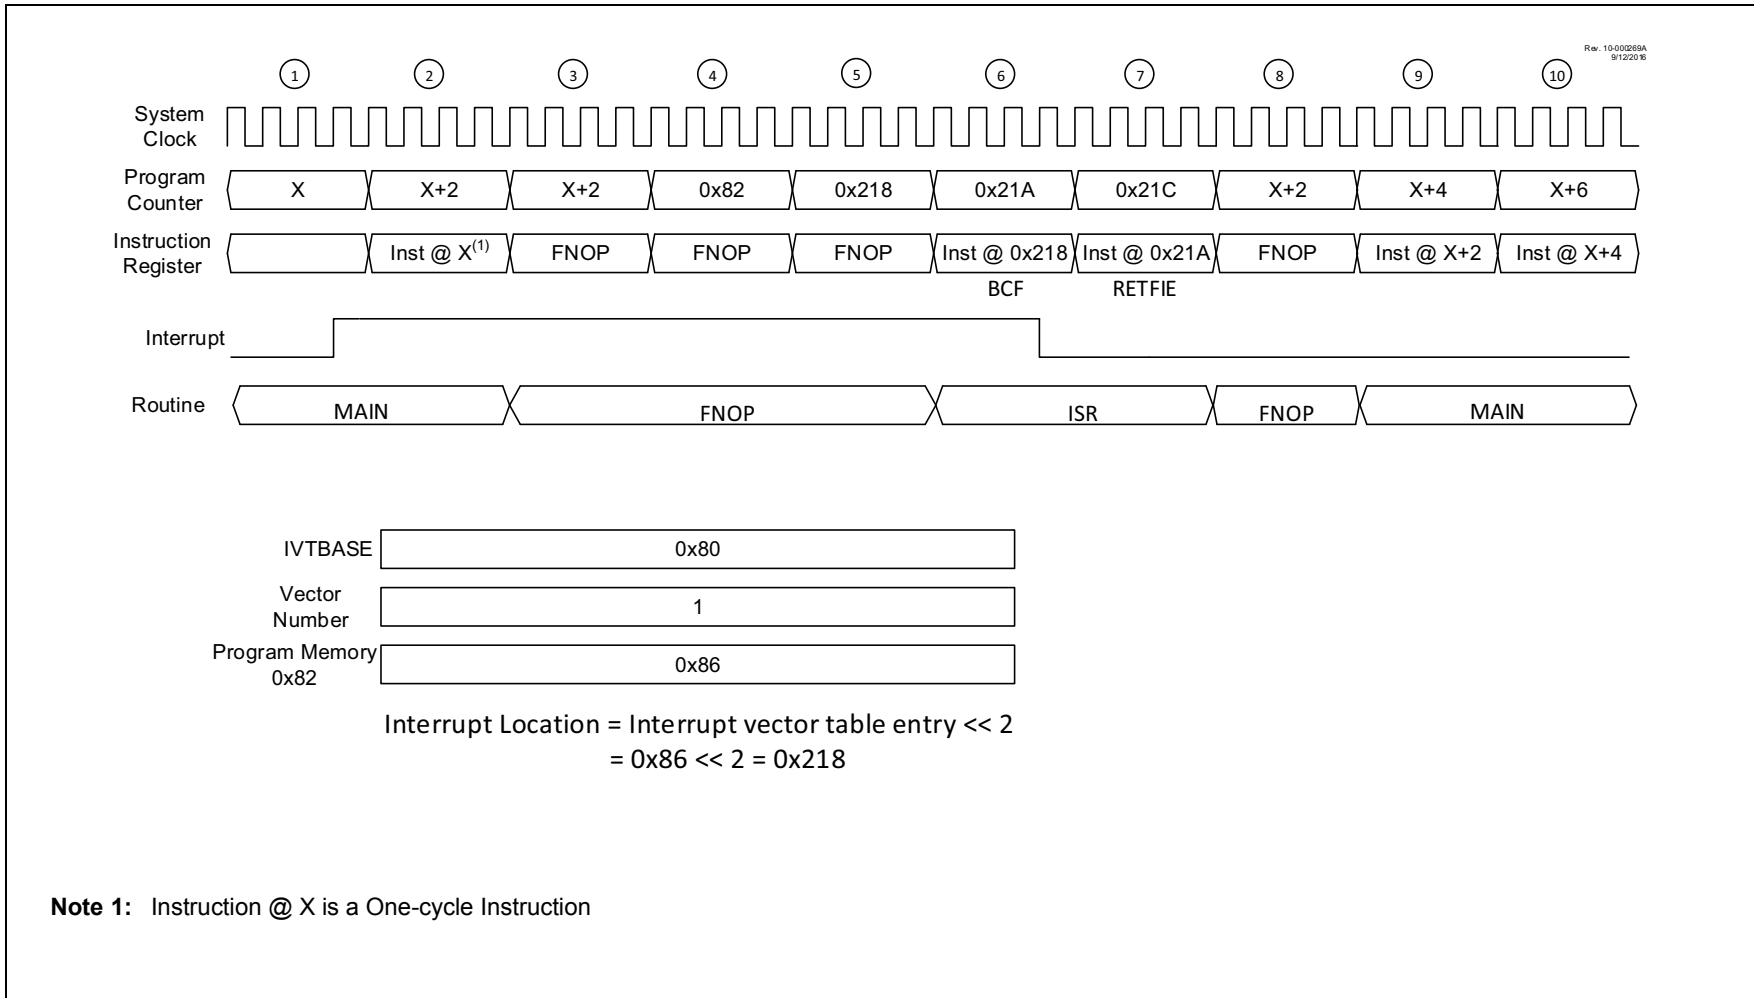 Rev. 10-000269A
9/12/2016
1 2 3 4 5 6 7 8 9 10
System
Clock
Program
Counter
X X+2 X+2 0x82 0x218 0x21A 0x21C X+2 X+4 X+6
Instruction
Register
Inst @ X(1) FNOP FNOP FNOP Inst @ 0x218 Inst @ 0x21A FNOP Inst @ X+2 Inst @ X+4
BCF RETFIE
Interrupt
Routine MAIN FNOP ISR FNOP MAIN
IVTBASE 0x80
Vector
Number
1
Program Memory
0x82
0x86
Interrupt Location = Interrupt vector table entry << 2
= 0x86 << 2 = 0x218
Note 1: Instruction @ X is a One-cycle Instruction